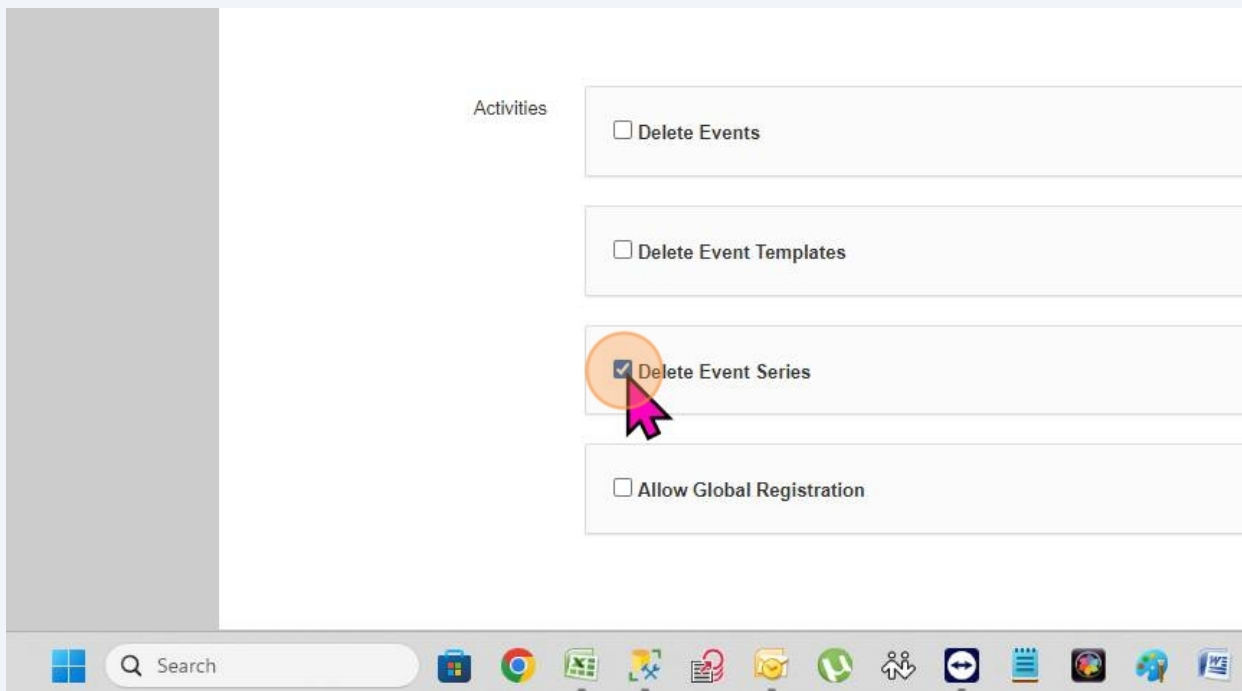 Activities
Delete Events
Delete Event Templates
Delete Event Series
Allow Global Registration
Search